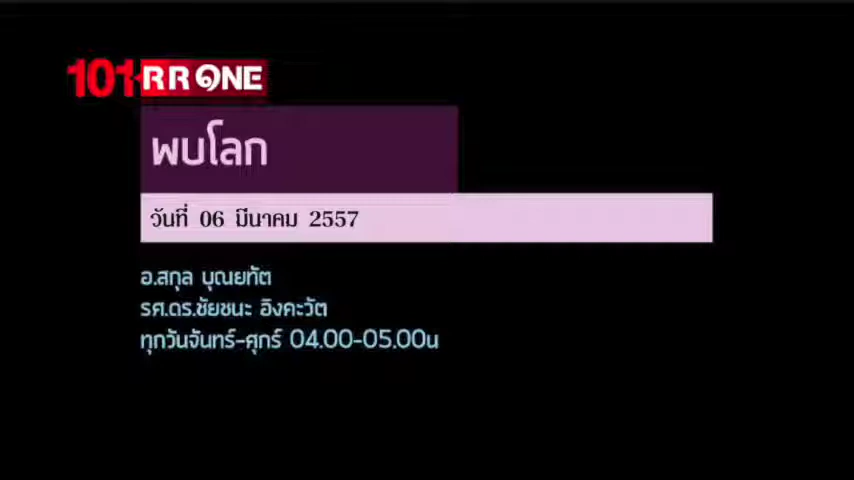 101 RR ONE
พบโลก
วันที่ 06 มีนาคม 2557
อ.สกุล บุณยทัต
รศ.ดร.ชัยชนะ อิงคะวัต
ทุกวันจันทร์-ศุกร์ 04.00-05.00น